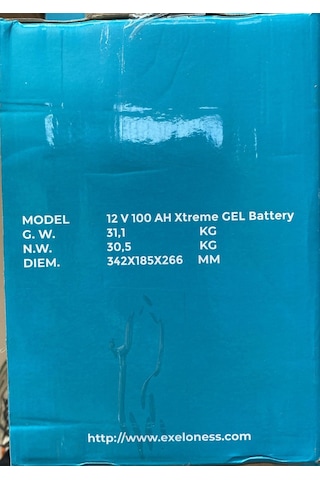 MODEL 12 V 100 AH Xtreme GEL Battery
G. W. 31,1 KG
N.W. 30,5 KG
DIEM. 342X185X266 MM
http://www.exeloness.com